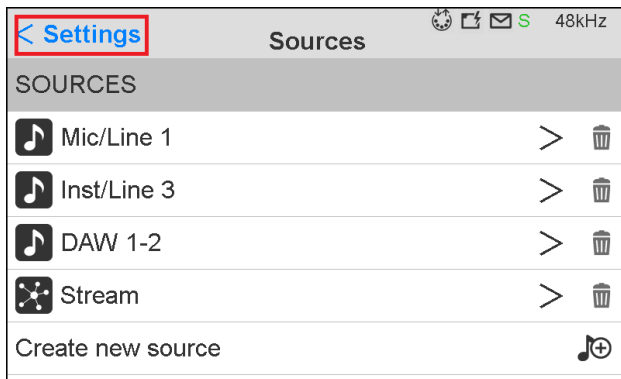 < Settings
Sources
S 48kHz
SOURCES
Mic/Line 1
Inst/Line 3
DAW 1-2
Stream
Create new source